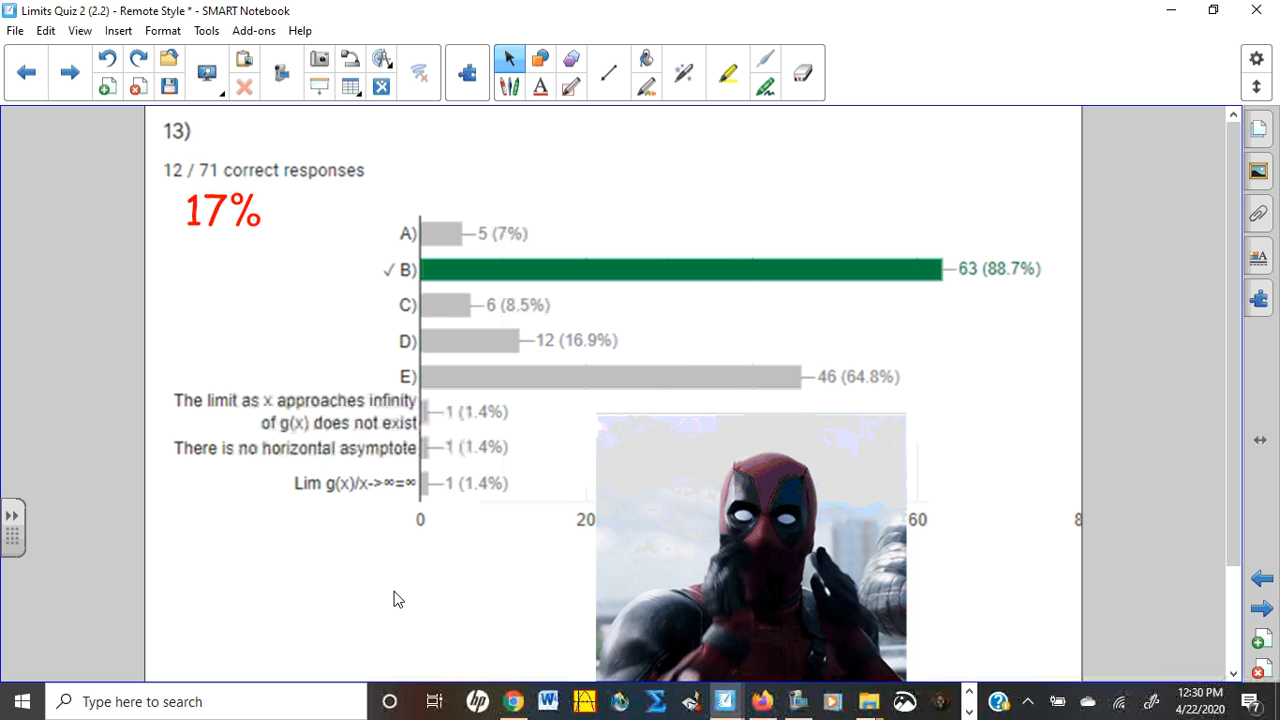 Limits Quiz 2 (2.2) - Remote Style * - SMART Notebook
File Edit View Insert Format Tools Add-ons Help
13)
12 / 71 correct responses
17%
A) 5 (7%)
✓ B) 63 (88.7%)
C) 6 (8.5%)
D) 12 (16.9%)
E) 46 (64.8%)
The limit as x approaches infinity
of g(x) does not exist 1 (1.4%)
There is no horizontal asymptote 1 (1.4%)
Lim g(x)/x->∞=∞ 1 (1.4%)
0 20 60 8
Type here to search
12:30 PM
4/22/2020